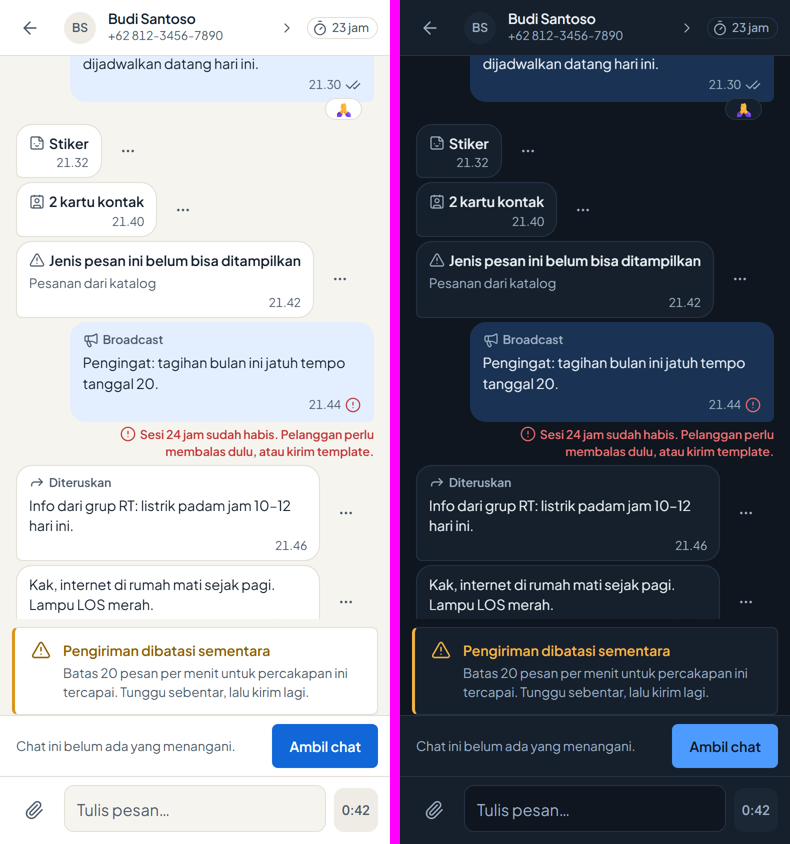 BS
Budi Santoso
+62 812-3456-7890
23 jam
dijadwalkan datang hari ini.
21.30
Stiker
21.32
2 kartu kontak
21.40
Jenis pesan ini belum bisa ditampilkan
Pesanan dari katalog
21.42
Broadcast
Pengingat: tagihan bulan ini jatuh tempo
tanggal 20.
21.44
Sesi 24 jam sudah habis. Pelanggan perlu
membalas dulu, atau kirim template.
Diteruskan
Info dari grup RT: listrik padam jam 10–12
hari ini.
21.46
Kak, internet di rumah mati sejak pagi.
Lampu LOS merah.
Pengiriman dibatasi sementara
Batas 20 pesan per menit untuk percakapan ini
tercapai. Tunggu sebentar, lalu kirim lagi.
Chat ini belum ada yang menangani.
Ambil chat
Tulis pesan...
0:42
BS
Budi Santoso
+62 812-3456-7890
23 jam
dijadwalkan datang hari ini.
21.30
Stiker
21.32
2 kartu kontak
21.40
Jenis pesan ini belum bisa ditampilkan
Pesanan dari katalog
21.42
Broadcast
Pengingat: tagihan bulan ini jatuh tempo
tanggal 20.
21.44
Sesi 24 jam sudah habis. Pelanggan perlu
membalas dulu, atau kirim template.
Diteruskan
Info dari grup RT: listrik padam jam 10–12
hari ini.
21.46
Kak, internet di rumah mati sejak pagi.
Lampu LOS merah.
Pengiriman dibatasi sementara
Batas 20 pesan per menit untuk percakapan ini
tercapai. Tunggu sebentar, lalu kirim lagi.
Chat ini belum ada yang menangani.
Ambil chat
Tulis pesan...
0:42